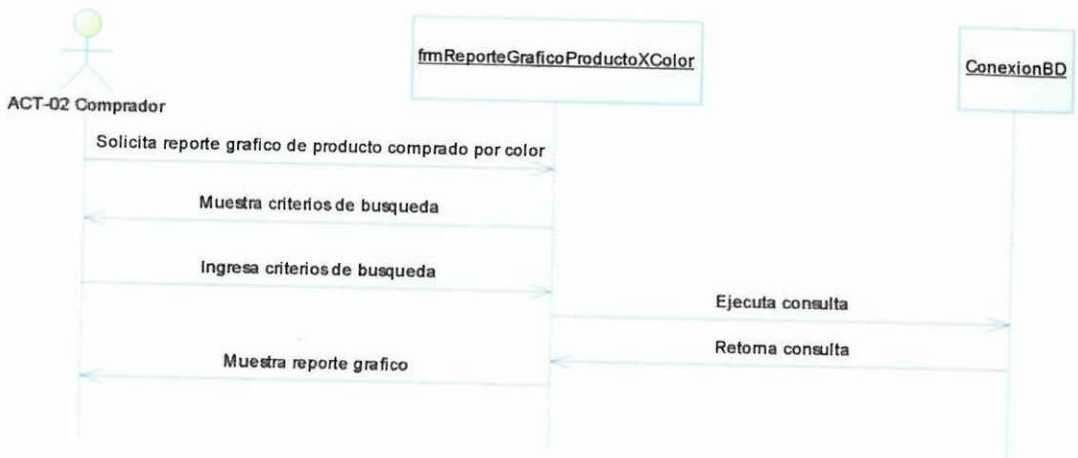 frmReporteGraficoProductoXColor
ConexionBD
ACT-02 Comprador
Solicita reporte grafico de producto comprado por color
Muestra criterios de busqueda
Ingresa criterios de busqueda
Ejecuta consulta
Retorna consulta
Muestra reporte grafico